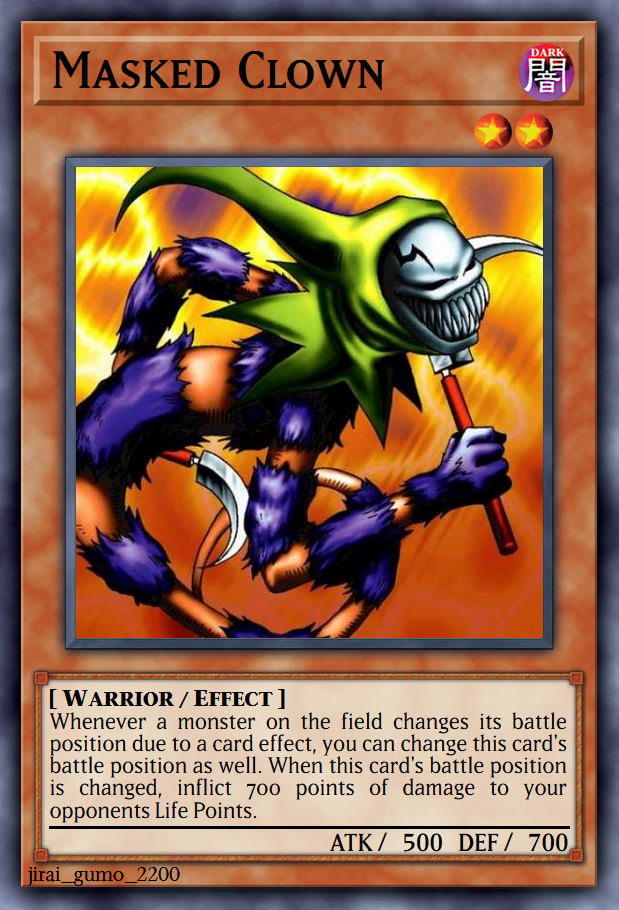 Masked Clown
DARK
闇
[ Warrior / Effect ]
Whenever a monster on the field changes its battle
position due to a card effect, you can change this card's
battle position as well. When this card's battle position
is changed, inflict 700 points of damage to your
opponents Life Points.
ATK / 500 DEF / 700
jirai_gumo_2200